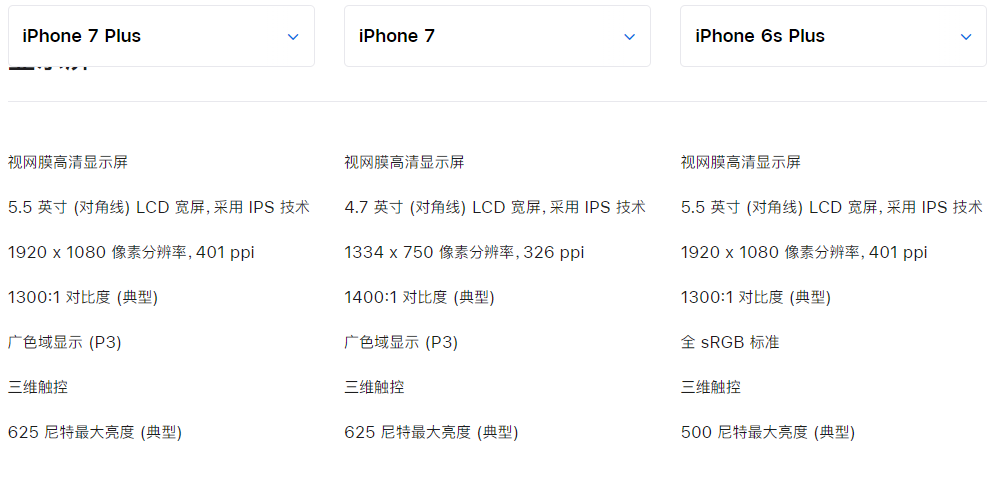 iPhone 7 Plus
iPhone 7
iPhone 6s Plus
视网膜高清显示屏
视网膜高清显示屏
视网膜高清显示屏
5.5 英寸 (对角线) LCD 宽屏, 采用 IPS 技术
4.7 英寸 (对角线) LCD 宽屏, 采用 IPS 技术
5.5 英寸 (对角线) LCD 宽屏, 采用 IPS 技术
1920 x 1080 像素分辨率, 401 ppi
1334 x 750 像素分辨率, 326 ppi
1920 x 1080 像素分辨率, 401 ppi
1300:1 对比度 (典型)
1400:1 对比度 (典型)
1300:1 对比度 (典型)
广色域显示 (P3)
广色域显示 (P3)
全 sRGB 标准
三维触控
三维触控
三维触控
625 尼特最大亮度 (典型)
625 尼特最大亮度 (典型)
500 尼特最大亮度 (典型)